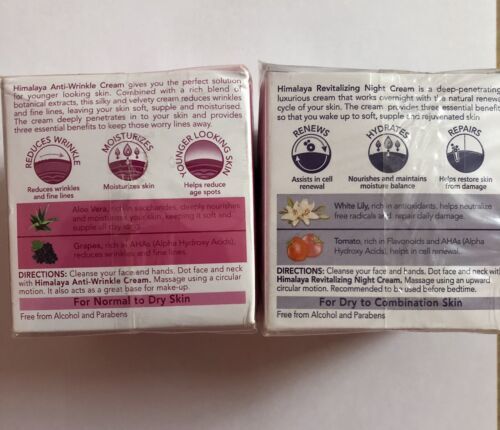 Himalaya Anti-Wrinkle Cream gives you the perfect solution
for younger looking skin. Combined with a rich blend of
botanical extracts, this silky and velvety cream reduces wrinkles
and fine lines, leaving your skin soft, supple and moisturised.
The cream deeply penetrates in to your skin and provides
three essential benefits to keep those worry lines away.
REDUCES WRINKLE
MOISTURIZES
YOUNGER LOOKING SKIN
Reduces wrinkles
and fine lines
Moisturizes skin
Helps reduce
age spots
Aloe Vera, rich in saccharides, deeply nourishes
and moisturises your skin, keeping it soft and
supple all day long.
Grapes, rich in AHAs (Alpha Hydroxy Acids),
reduces wrinkles and fine lines.
DIRECTIONS: Cleanse your face and hands. Dot face and neck
with Himalaya Anti-Wrinkle Cream. Massage using a circular
motion. It also acts as a great base for make-up.
For Normal to Dry Skin
Free from Alcohol and Parabens
Himalaya Revitalizing Night Cream is a deep-penetrating
luxurious cream that works overnight with the natural renewal
cycle of your skin. The cream provides three essential benefits
so that you wake up to soft, supple and rejuvenated skin.
RENEWS
HYDRATES
REPAIRS
Assists in cell
renewal
Nourishes and maintains
moisture balance
Helps restore skin
from damage
White Lily, rich in antioxidants, helps neutralize
free radicals and repairs daily damage.
Tomato, rich in Flavonoids and AHAs (Alpha
Hydroxy Acids), helps in cell renewal.
DIRECTIONS: Cleanse your face and hands. Dot face and neck with
Himalaya Revitalizing Night Cream. Massage using an upward
circular motion. Recommended to be used before bedtime.
For Dry to Combination Skin
Free from Alcohol and Parabens